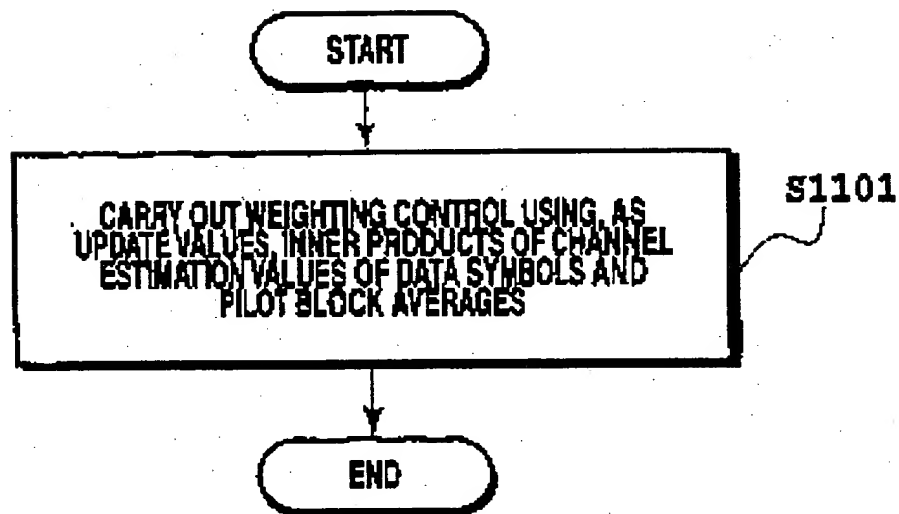 START
CARRY OUT WEIGHTING CONTROL USING, AS
UPDATE VALUES, INNER PRODUCTS OF CHANNEL
ESTIMATION VALUES OF DATA SYMBOLS AND
PILOT BLOCK AVERAGES
S1101
END